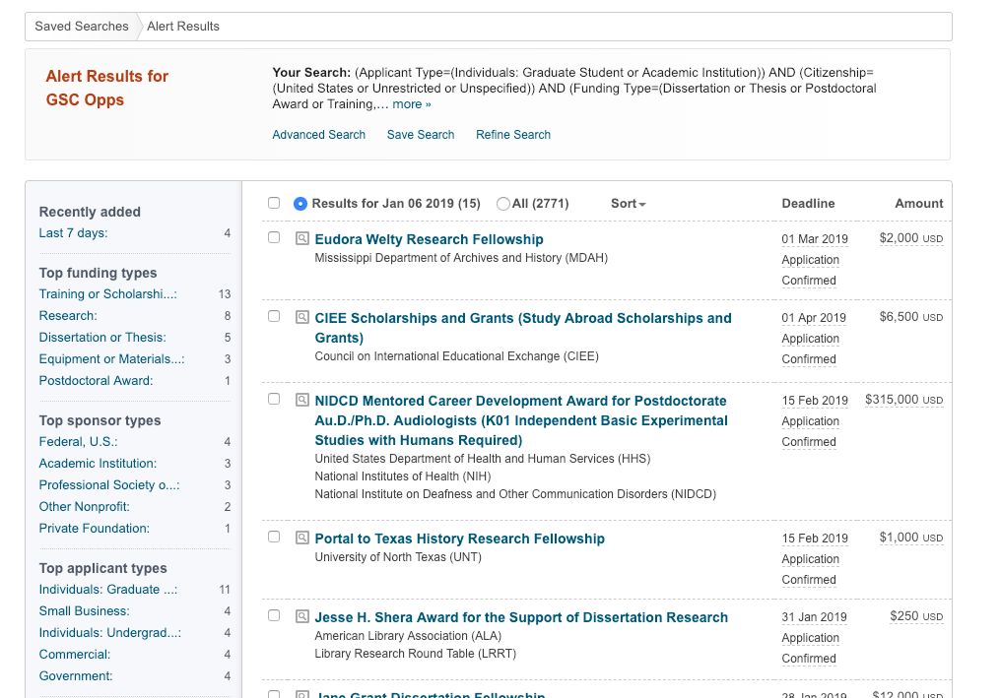 Saved Searches Alert Results
Alert Results for
GSC Opps
Your Search: (Applicant Type=(Individuals: Graduate Student or Academic Institution)) AND (Citizenship=
(United States or Unrestricted or Unspecified)) AND (Funding Type=(Dissertation or Thesis or Postdoctoral
Award or Training,… more »
Advanced Search Save Search Refine Search
Recently added
Last 7 days: 4
Top funding types
Training or Scholarshi...: 13
Research: 8
Dissertation or Thesis: 5
Equipment or Materials...: 3
Postdoctoral Award: 1
Top sponsor types
Federal, U.S.: 4
Academic Institution: 3
Professional Society o...: 3
Other Nonprofit: 2
Private Foundation: 1
Top applicant types
Individuals: Graduate ...: 11
Small Business: 4
Individuals: Undergrad...: 4
Commercial: 4
Government: 4
Results for Jan 06 2019 (15) All (2771) Sort Deadline Amount
Eudora Welty Research Fellowship 01 Mar 2019 $2,000 USD
Mississippi Department of Archives and History (MDAH) Application
Confirmed
CIEE Scholarships and Grants (Study Abroad Scholarships and 01 Apr 2019 $6,500 USD
Grants) Application
Council on International Educational Exchange (CIEE) Confirmed
NIDCD Mentored Career Development Award for Postdoctorate 15 Feb 2019 $315,000 USD
Au.D./Ph.D. Audiologists (K01 Independent Basic Experimental Application
Studies with Humans Required) Confirmed
United States Department of Health and Human Services (HHS)
National Institutes of Health (NIH)
National Institute on Deafness and Other Communication Disorders (NIDCD)
Portal to Texas History Research Fellowship 15 Feb 2019 $1,000 USD
University of North Texas (UNT) Application
Confirmed
Jesse H. Shera Award for the Support of Dissertation Research 31 Jan 2019 $250 USD
American Library Association (ALA) Application
Library Research Round Table (LRRT) Confirmed
Jane Grant Dissertation Fellowship 28 Jan 2019 $12,000 USD